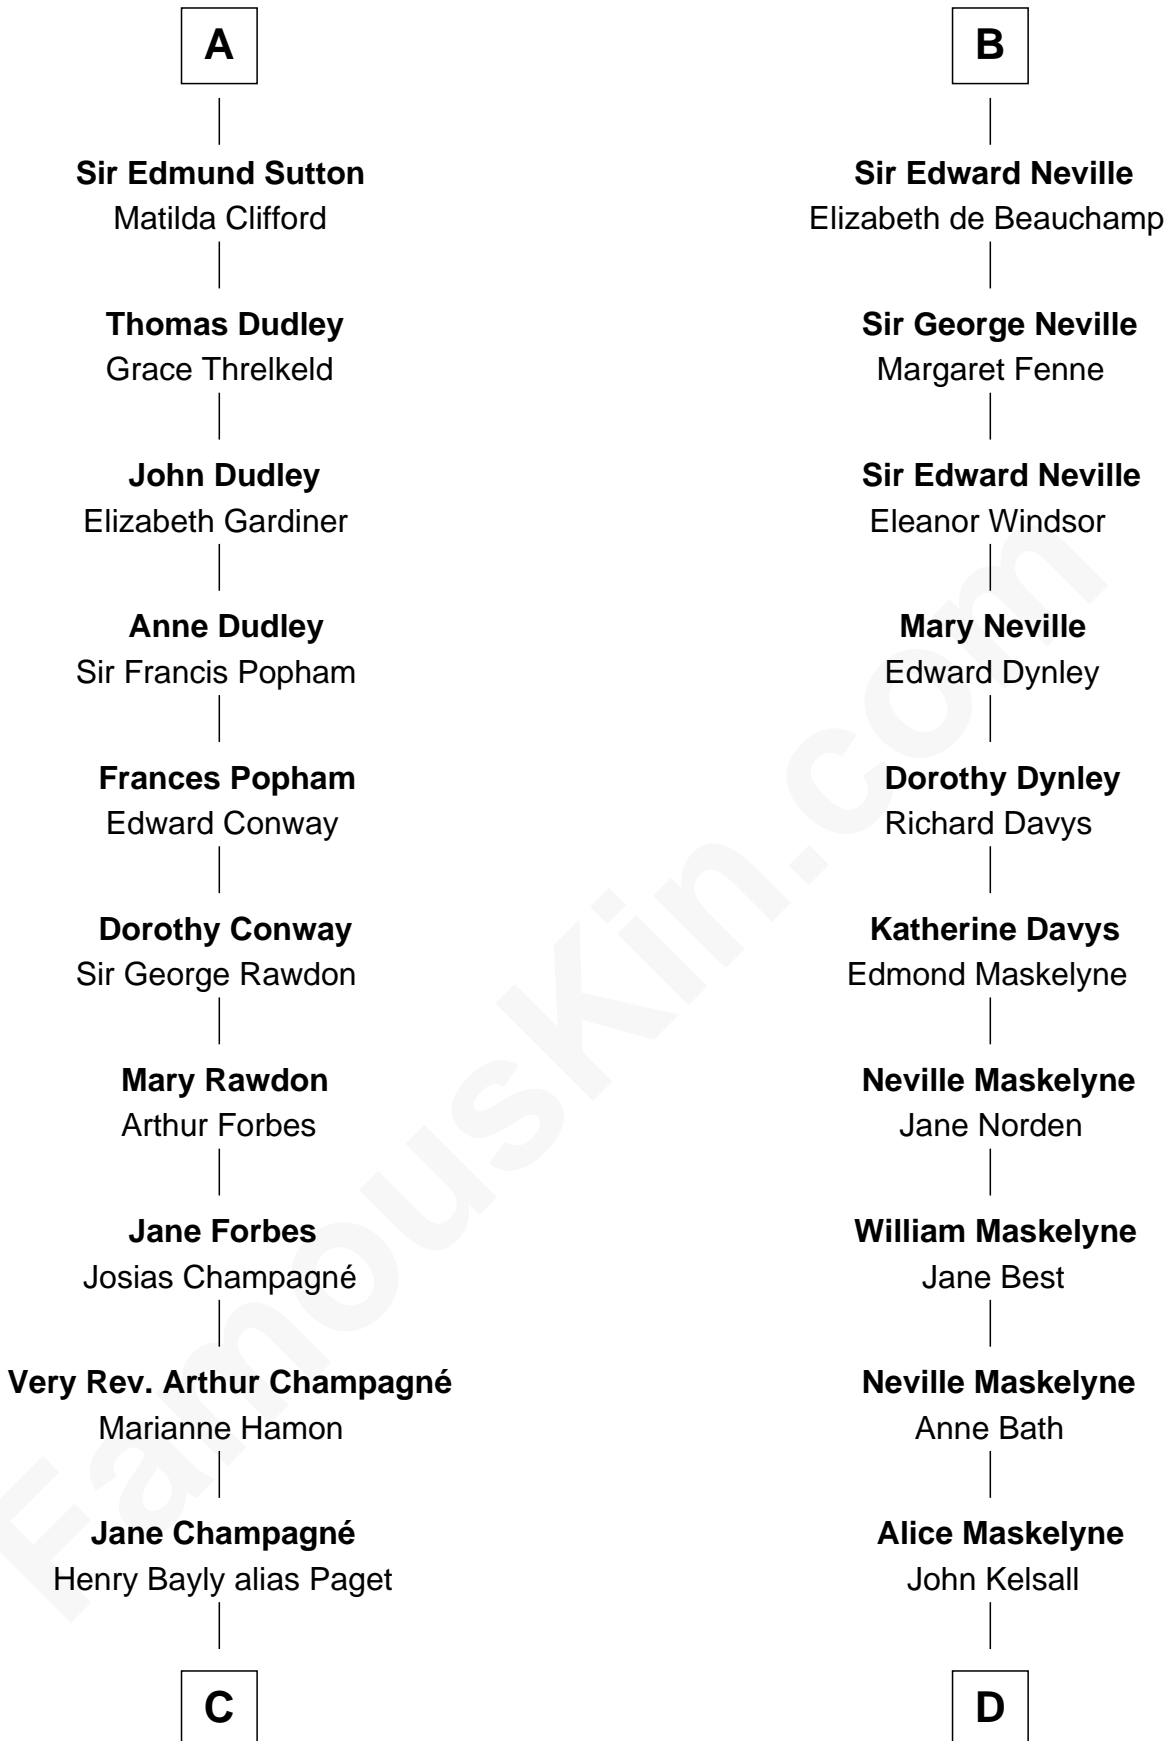 A
Sir Edmund Sutton
Matilda Clifford
Thomas Dudley
Grace Threlkeld
John Dudley
Elizabeth Gardiner
Anne Dudley
Sir Francis Popham
Frances Popham
Edward Conway
Dorothy Conway
Sir George Rawdon
Mary Rawdon
Arthur Forbes
Jane Forbes
Josias Champagné
Very Rev. Arthur Champagné
Marianne Hamon
Jane Champagné
Henry Bayly alias Paget
C
B
Sir Edward Neville
Elizabeth de Beauchamp
Sir George Neville
Margaret Fenne
Sir Edward Neville
Eleanor Windsor
Mary Neville
Edward Dynley
Dorothy Dynley
Richard Davys
Katherine Davys
Edmond Maskelyne
Neville Maskelyne
Jane Norden
William Maskelyne
Jane Best
Neville Maskelyne
Anne Bath
Alice Maskelyne
John Kelsall
D
FamousKin.com